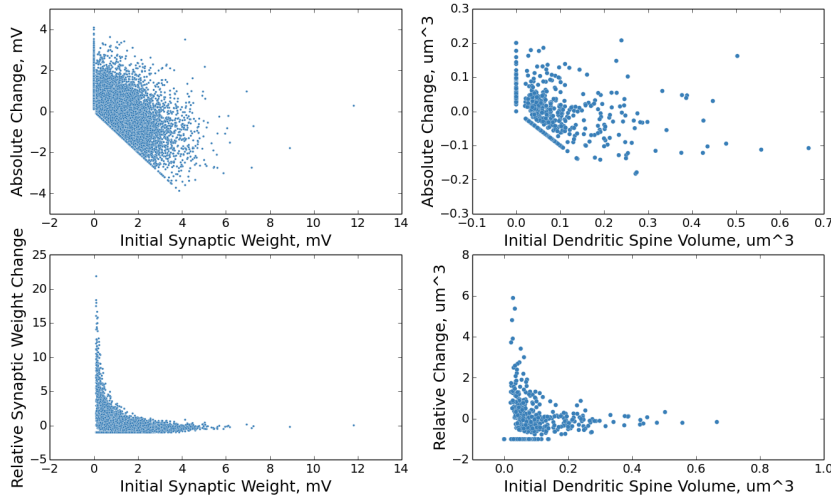 Absolute Change, mV
4
2
0
−2
−4
−2 0 2 4 6 8 10 12 14
Initial Synaptic Weight, mV
Absolute Change, um^3
0.3
0.2
0.1
0.0
−0.1
−0.2
−0.3
−0.1 0.0 0.1 0.2 0.3 0.4 0.5 0.6 0.7
Initial Dendritic Spine Volume, um^3
Relative Synaptic Weight Change
25
20
15
10
5
0
−5
−2 0 2 4 6 8 10 12 14
Initial Synaptic Weight, mV
Relative Change, um^3
8
6
4
2
0
−2
0.0 0.2 0.4 0.6 0.8 1.0
Initial Dendritic Spine Volume, um^3